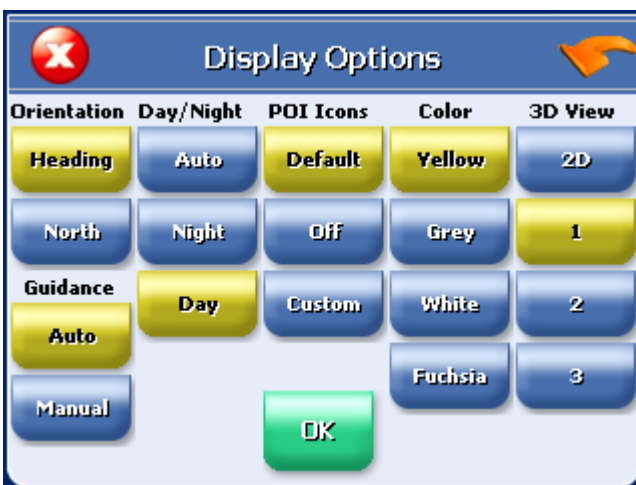 Display Options
Orientation Day/Night POI Icons Color 3D View
Heading Auto Default Yellow 2D
North Night Off Grey 1
Guidance
Day Custom White 2
Auto
Fuchsia 3
Manual
OK